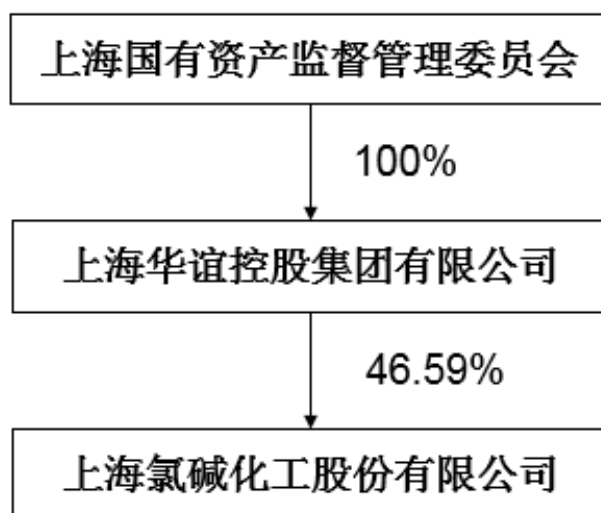 上海国有资产监督管理委员会
100%
上海华谊控股集团有限公司
46.59%
上海氯碱化工股份有限公司